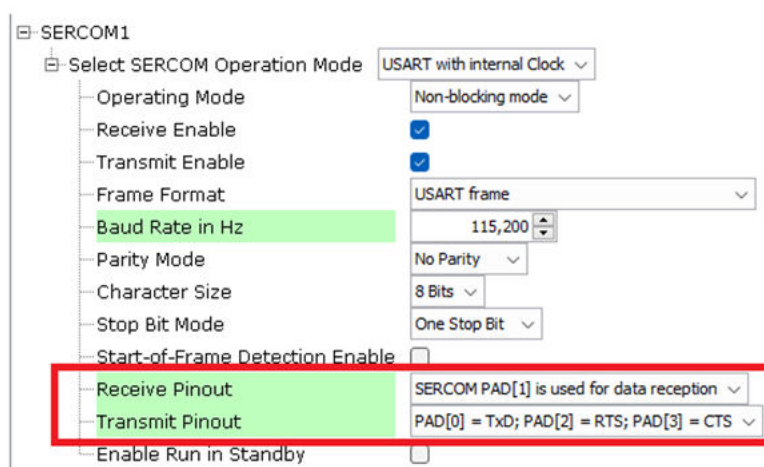 SERCOM1
Select SERCOM Operation Mode USART with internal Clock
Operating Mode Non-blocking mode
Receive Enable
Transmit Enable
Frame Format USART frame
Baud Rate in Hz 115,200
Parity Mode No Parity
Character Size 8 Bits
Stop Bit Mode One Stop Bit
Start-of-Frame Detection Enable
Receive Pinout SERCOM PAD[1] is used for data reception
Transmit Pinout PAD[0] = TxD; PAD[2] = RTS; PAD[3] = CTS
Enable Run in Standby